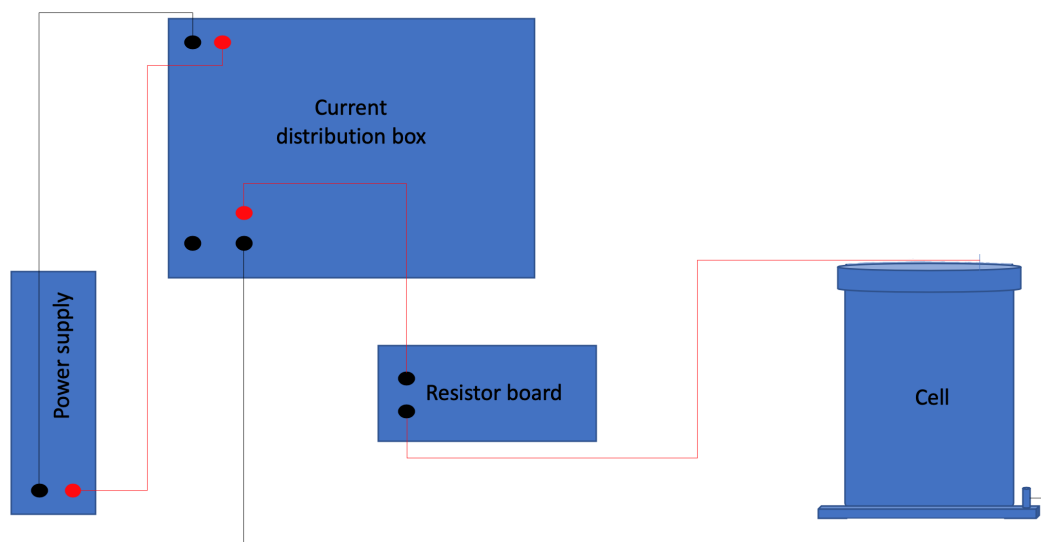 Current
distribution box
Power supply
Resistor board
Cell